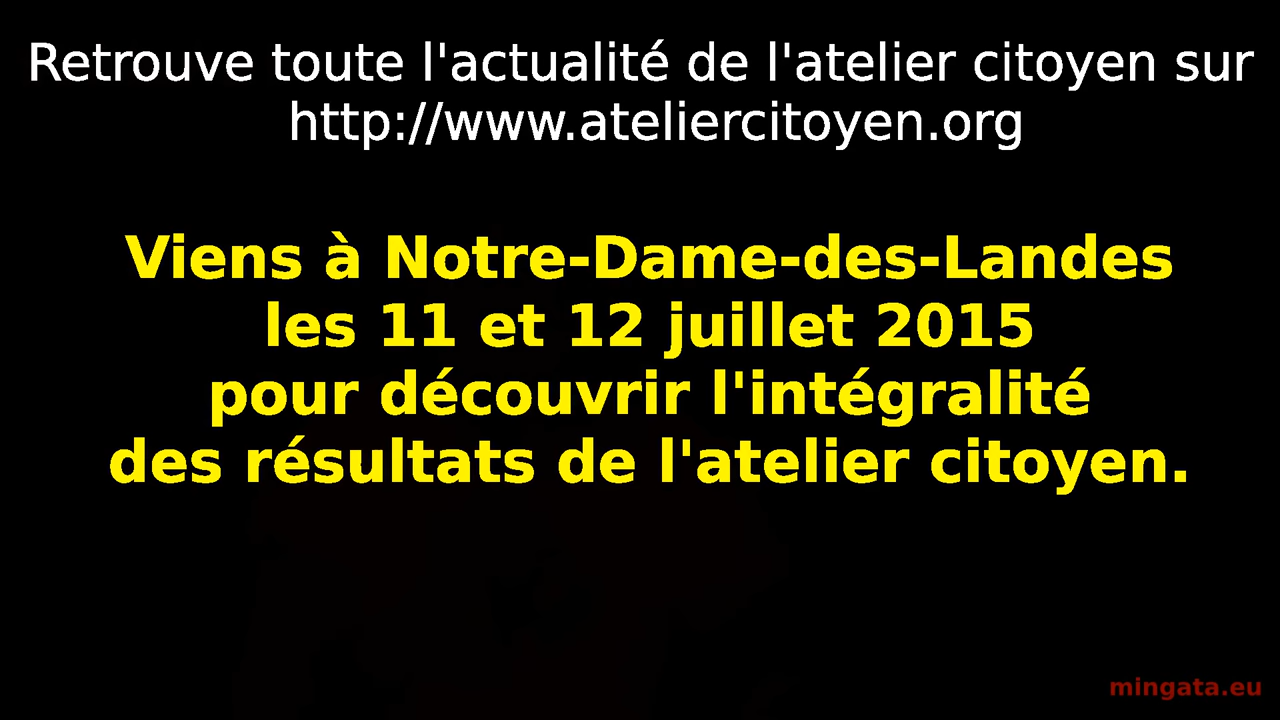 Retrouve toute l'actualité de l'atelier citoyen sur
http://www.ateliercitoyen.org
Viens à Notre-Dame-des-Landes
les 11 et 12 juillet 2015
pour découvrir l'intégralité
des résultats de l'atelier citoyen.
mingata.eu